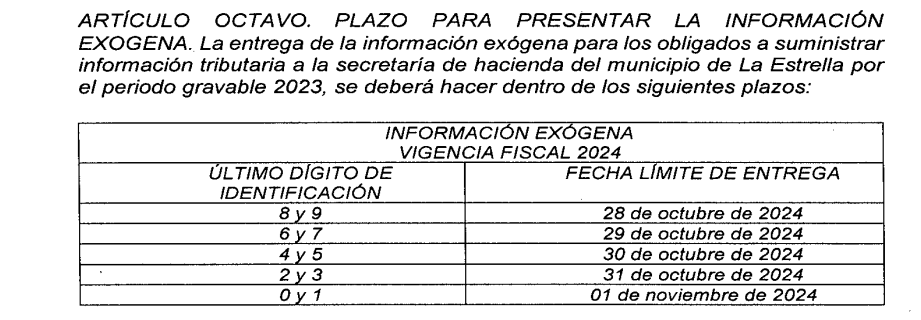 ARTÍCULO OCTAVO. PLAZO PARA PRESENTAR LA INFORMACIÓN
EXOGENA. La entrega de la información exógena para los obligados a suministrar
información tributaria a la secretaría de hacienda del municipio de La Estrella por
el periodo gravable 2023, se deberá hacer dentro de los siguientes plazos:
INFORMACIÓN EXÓGENA
VIGENCIA FISCAL 2024
ÚLTIMO DÍGITO DE
IDENTIFICACIÓN
FECHA LÍMITE DE ENTREGA
8 y 9 28 de octubre de 2024
6 y 7 29 de octubre de 2024
4 y 5 30 de octubre de 2024
2 y 3 31 de octubre de 2024
0 y 1 01 de noviembre de 2024